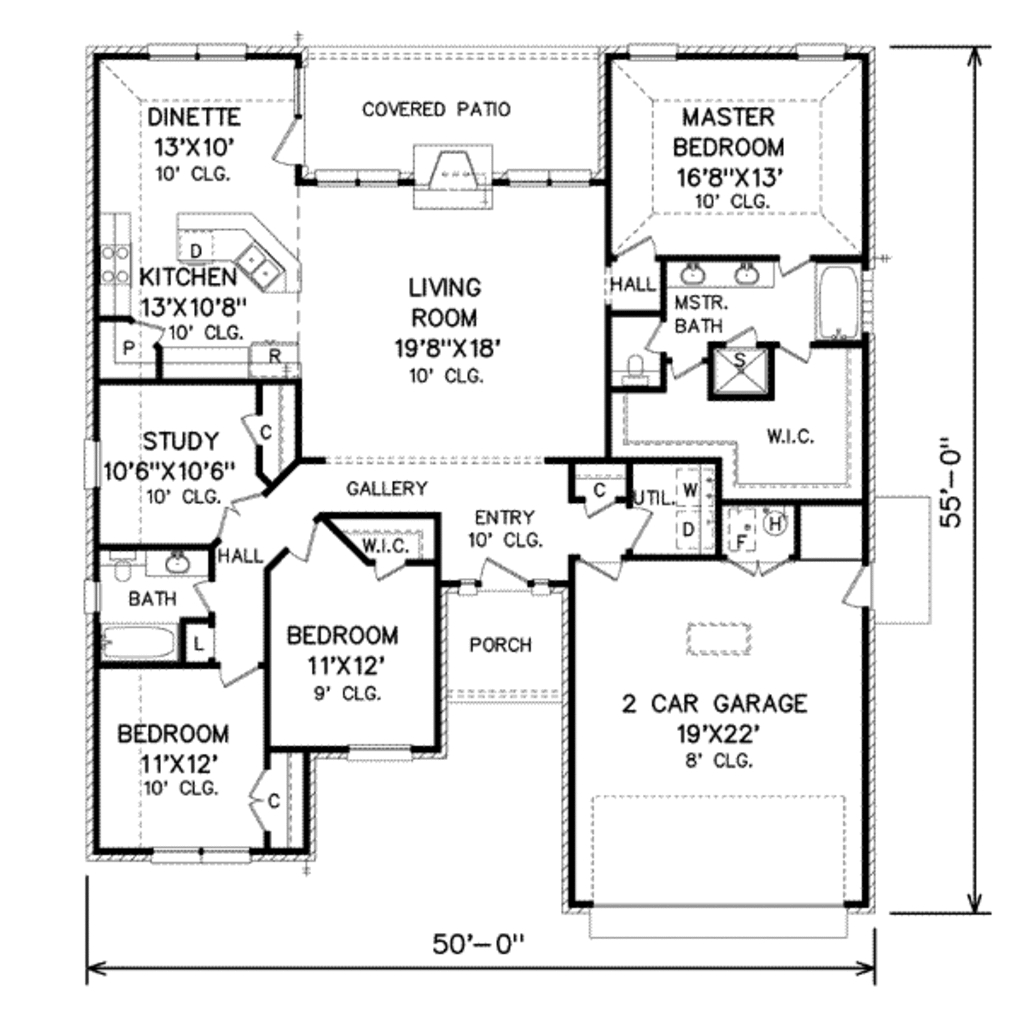 COVERED PATIO
DINETTE
13'X10'
10' CLG.
MASTER
BEDROOM
16'8"X13'
10' CLG.
D
KITCHEN
13'X10'8"
10' CLG.
P
R
LIVING
ROOM
19'8"X18'
10' CLG.
HALL
MSTR.
BATH
S
W.I.C.
STUDY
10'6"X10'6"
10' CLG.
C
GALLERY
ENTRY
10' CLG.
C
UTIL.
W
D
F
H
55'-0"
HALL
W.I.C.
BATH
L
BEDROOM
11'X12'
9' CLG.
PORCH
2 CAR GARAGE
19'X22'
8' CLG.
BEDROOM
11'X12'
10' CLG.
C
50'-0"